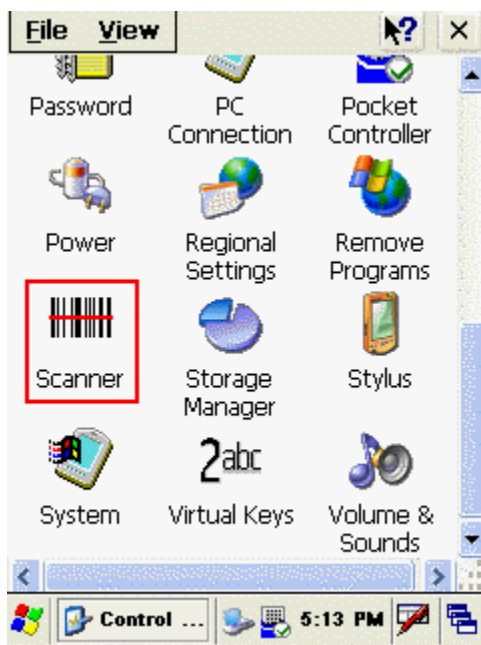 File View
Password PC Connection Pocket Controller
Power Regional Settings Remove Programs
Scanner Storage Manager Stylus
System 2abc Virtual Keys Volume & Sounds
Control ... 5:13 PM